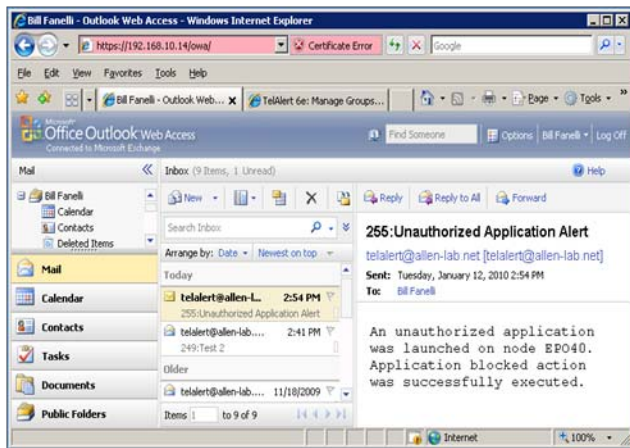 Bill Fanelli - Outlook Web Access - Windows Internet Explorer
https://192.168.10.14/owa/
Certificate Error
Google
File Edit View Favorites Tools Help
Bill Fanelli - Outlook Web...
TelAlert 6e: Manage Groups...
Page
Tools
Microsoft
Office Outlook Web Access
Connected to Microsoft Exchange
Find Someone
Options
Bill Fanelli
Log Off
Mail
Inbox (9 Items, 1 Unread)
Help
Bill Fanelli
Calendar
Contacts
Deleted Items
Mail
Calendar
Contacts
Tasks
Documents
Public Folders
New
Search Inbox
Arrange by: Date
Newest on top
Today
telalert@allen-l... 2:54 PM
255:Unauthorized Application Alert
telalert@allen-lab.... 2:41 PM
249:Test 2
Older
telalert@allen-lab.... 11/18/2009
Items 1 to 9 of 9
Reply
Reply to All
Forward
255:Unauthorized Application Alert
telalert@allen-lab.net [telalert@allen-lab.net]
Sent: Tuesday, January 12, 2010 2:54 PM
To: Bill Fanelli
An unauthorized application
was launched on node EPO40.
Application blocked action
was successfully executed.
Internet
100%